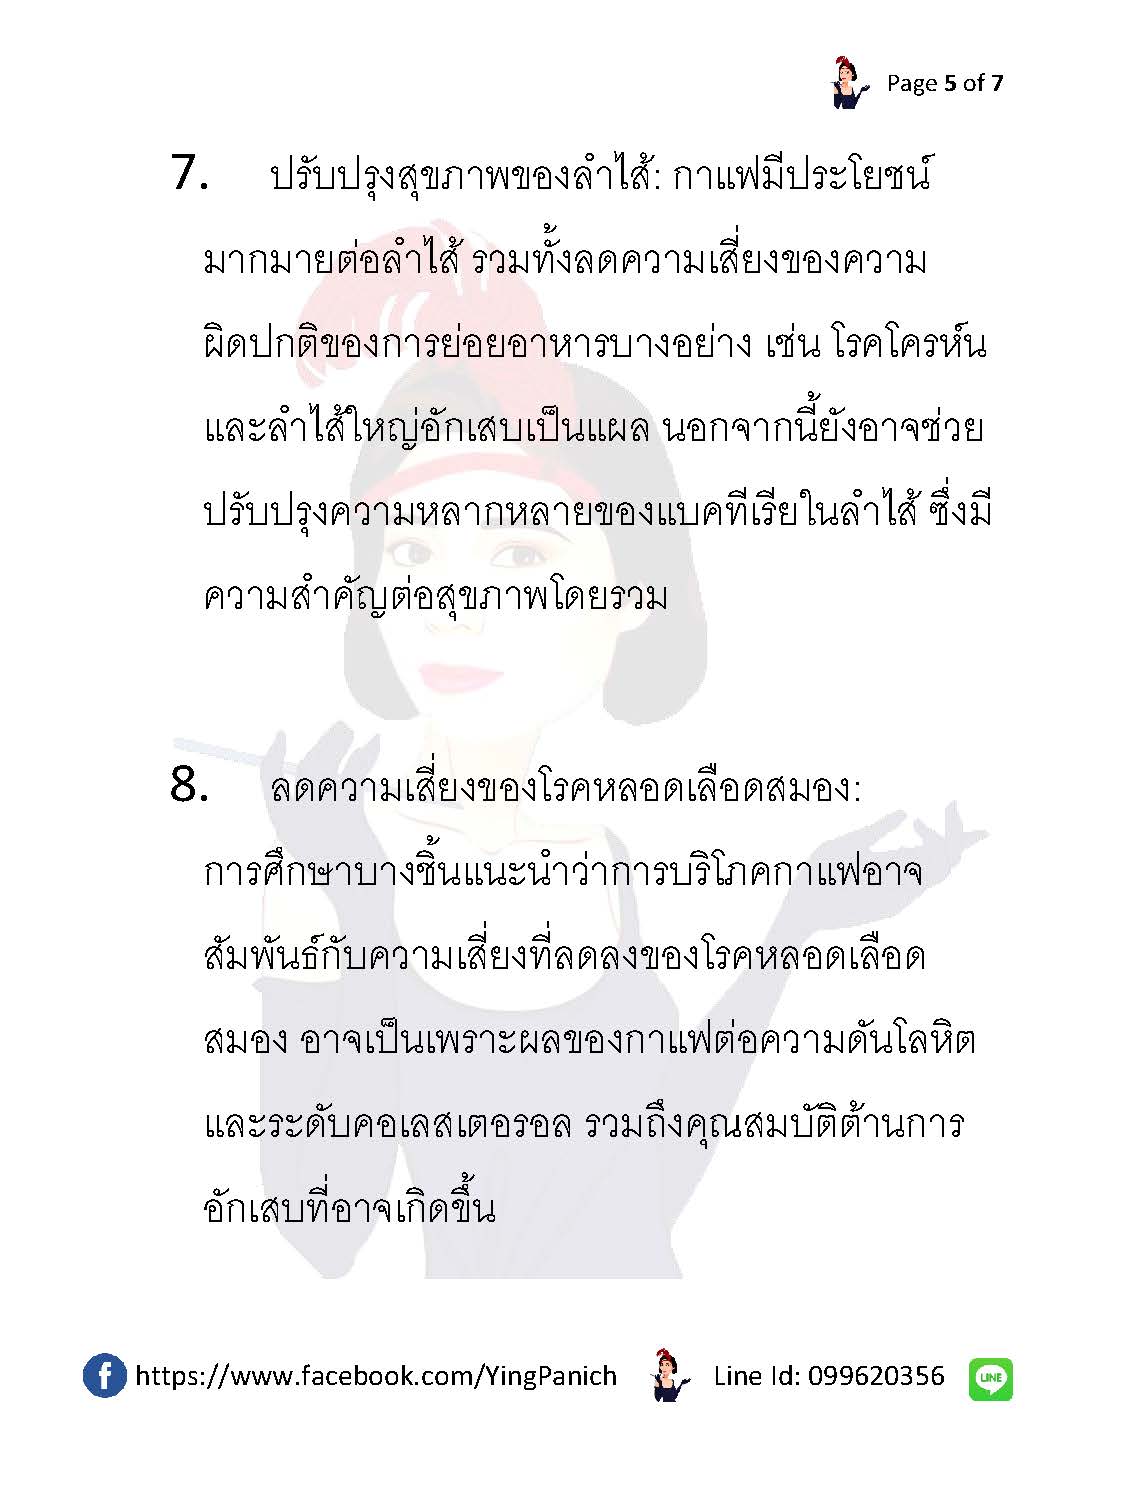 Page 5 of 7
7. ปรับปรุงสุขภาพของลำไส้: กาแฟมีประโยชน์
มากมายต่อลำไส้ รวมทั้งลดความเสี่ยงของความ
ผิดปกติของการย่อยอาหารบางอย่าง เช่น โรคโครห์น
และลำไส้ใหญ่อักเสบเป็นแผล นอกจากนี้ยังอาจช่วย
ปรับปรุงความหลากหลายของแบคทีเรียในลำไส้ ซึ่งมี
ความสำคัญต่อสุขภาพโดยรวม
8. ลดความเสี่ยงของโรคหลอดเลือดสมอง:
การศึกษาบางชิ้นแนะนำว่าการบริโภคกาแฟอาจ
สัมพันธ์กับความเสี่ยงที่ลดลงของโรคหลอดเลือด
สมอง อาจเป็นเพราะผลของกาแฟต่อความดันโลหิต
และระดับคอเลสเตอรอล รวมถึงคุณสมบัติต้านการ
อักเสบที่อาจเกิดขึ้น
https://www.facebook.com/YingPanich Line Id: 099620356 LINE